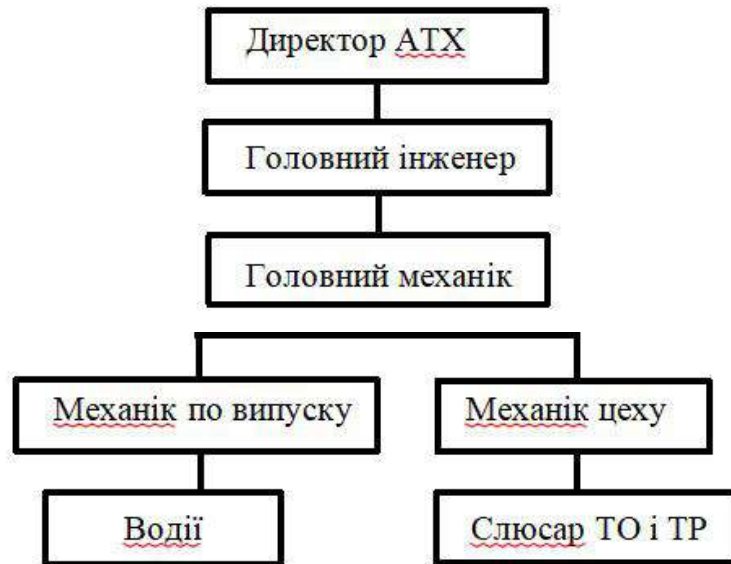 Директор АТХ
Головний інженер
Головний механік
Механік по випуску
Механік цеху
Водії
Слюсар ТО і ТР